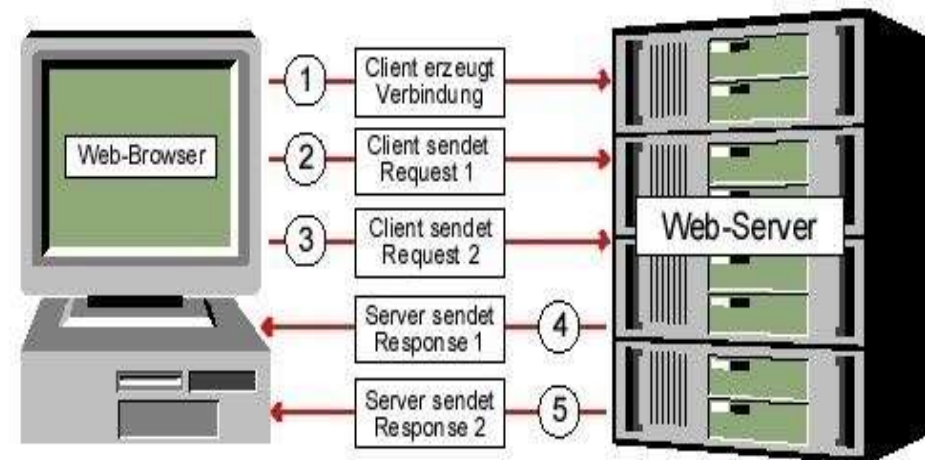 Web-Browser
1
Client erzeugt
Verbindung
2
Client sendet
Request 1
3
Client sendet
Request 2
Server sendet
Response 1
4
Server sendet
Response 2
5
Web-Server